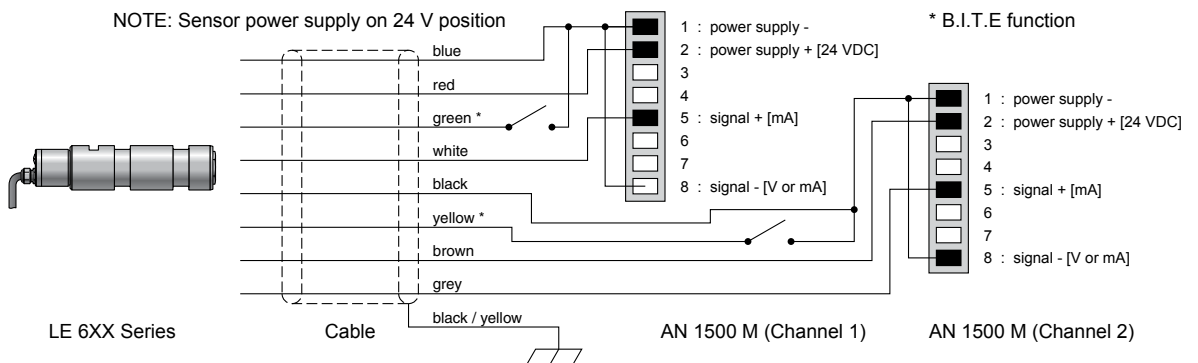 NOTE: Sensor power supply on 24 V position
* B.I.T.E function
blue
red
green *
white
black
yellow *
brown
grey
black / yellow
1 : power supply -
2 : power supply + [24 VDC]
3
4
5 : signal + [mA]
6
7
8 : signal - [V or mA]
1 : power supply -
2 : power supply + [24 VDC]
3
4
5 : signal + [mA]
6
7
8 : signal - [V or mA]
LE 6XX Series
Cable
AN 1500 M (Channel 1)
AN 1500 M (Channel 2)